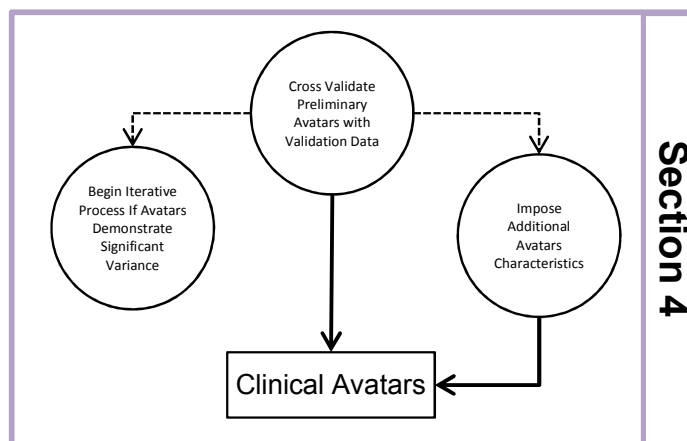 Cross Validate
Preliminary
Avatars with
Validation Data
Begin Iterative
Process If Avatars
Demonstrate
Significant
Variance
Impose
Additional
Avatars
Characteristics
Clinical Avatars
Section 4